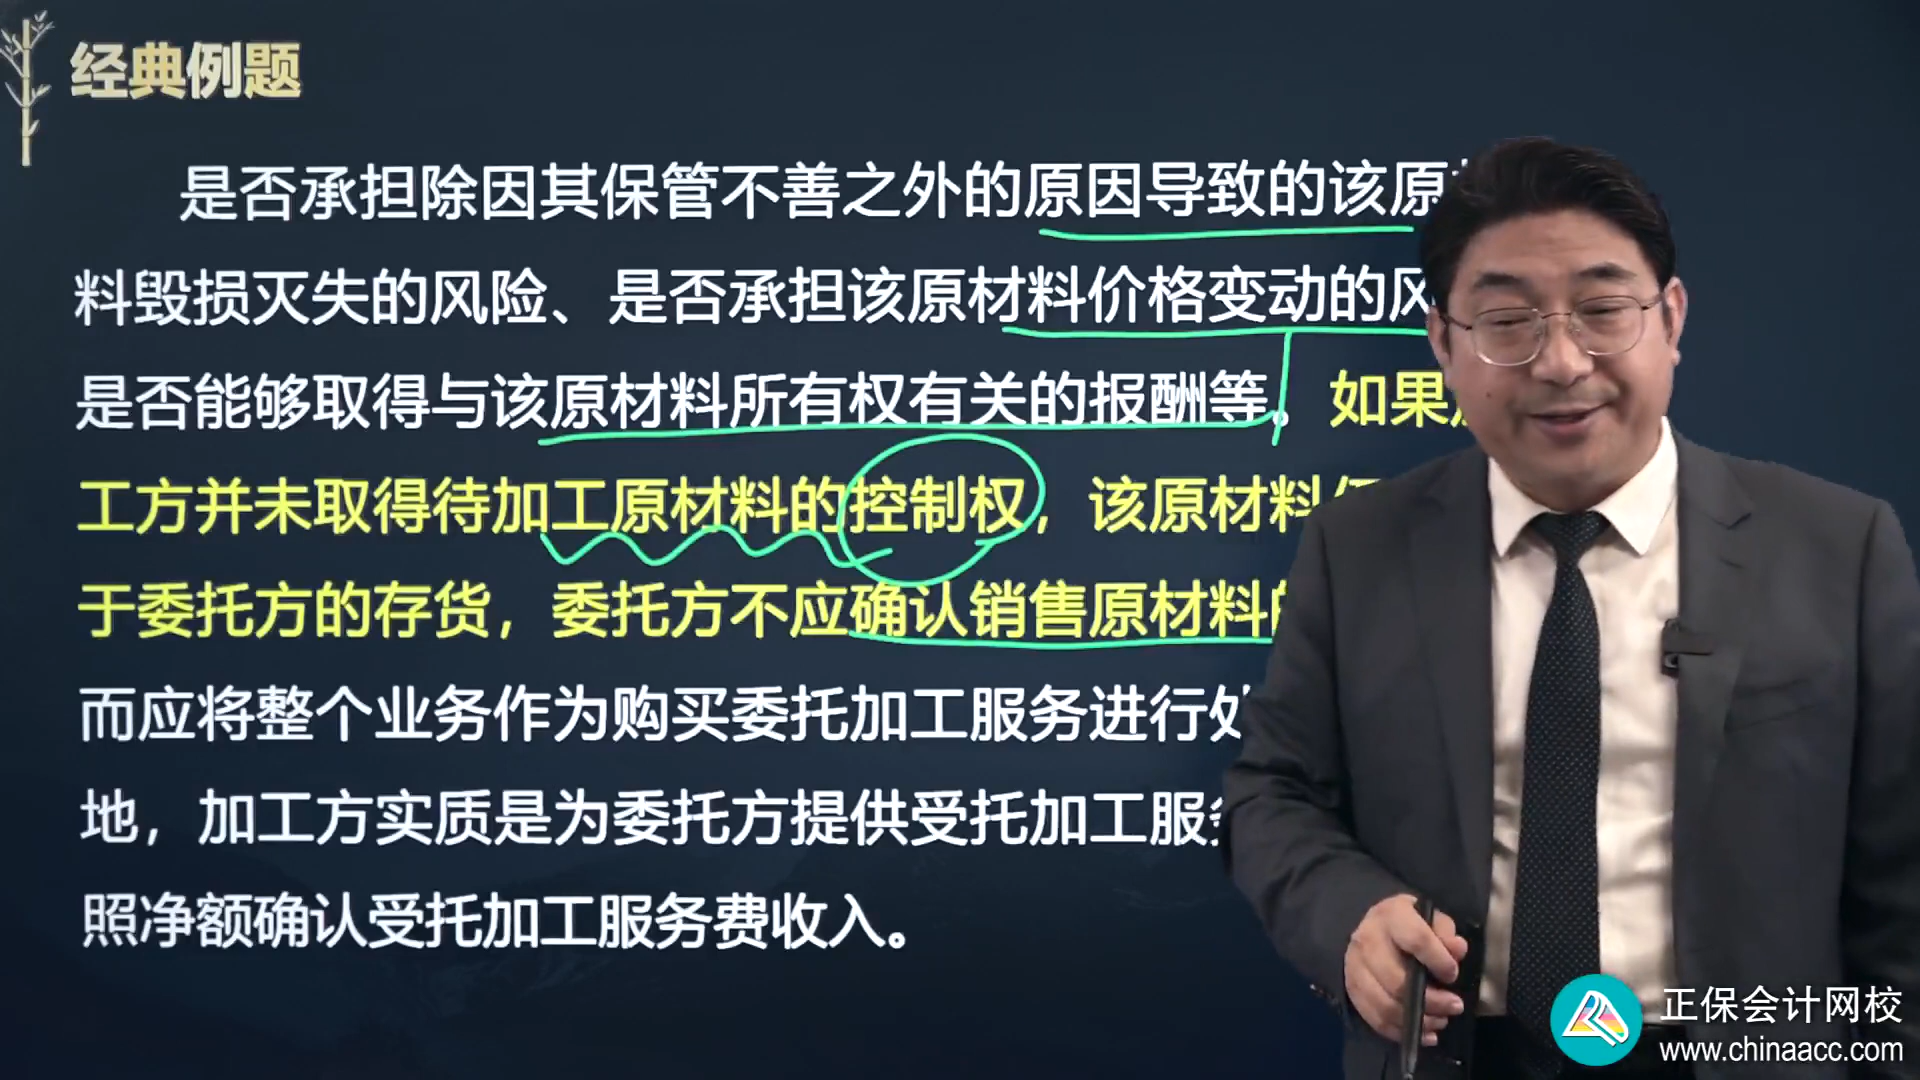 经典例题
是否承担除因其保管不善之外的原因导致的该原
料毁损灭失的风险、是否承担该原材料价格变动的风
是否能够取得与该原材料所有权有关的报酬等。如果
工方并未取得待加工原材料的控制权，该原材料
于委托方的存货，委托方不应确认销售原材料的
而应将整个业务作为购买委托加工服务进行处
地，加工方实质是为委托方提供受托加工服务
照净额确认受托加工服务费收入。
正保会计网校
www.chinaacc.com